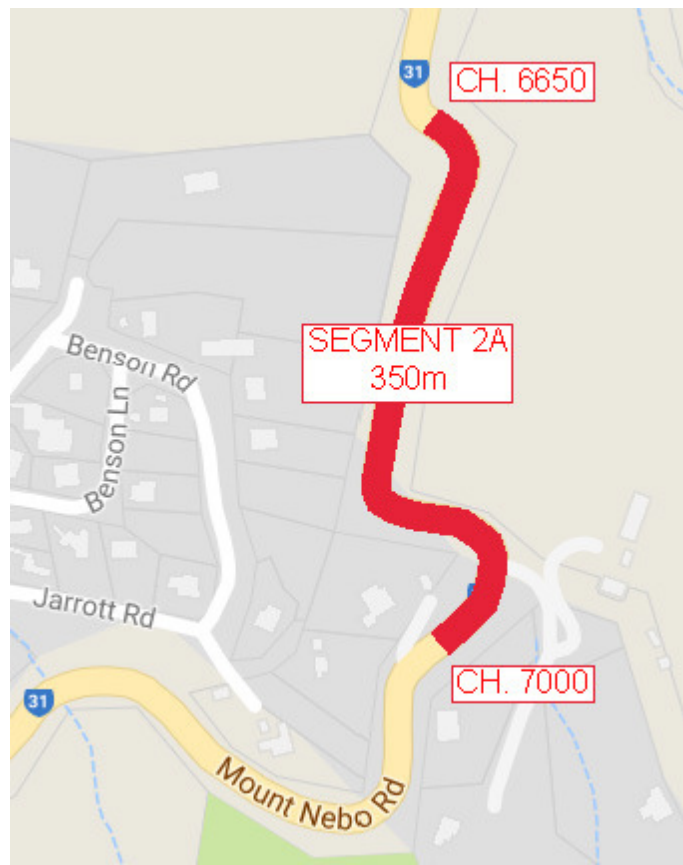 31
CH. 6650
SEGMENT 2A
350m
Benson Rd
Benson Ln
Jarrott Rd
CH. 7000
31
Mount Nebo Rd